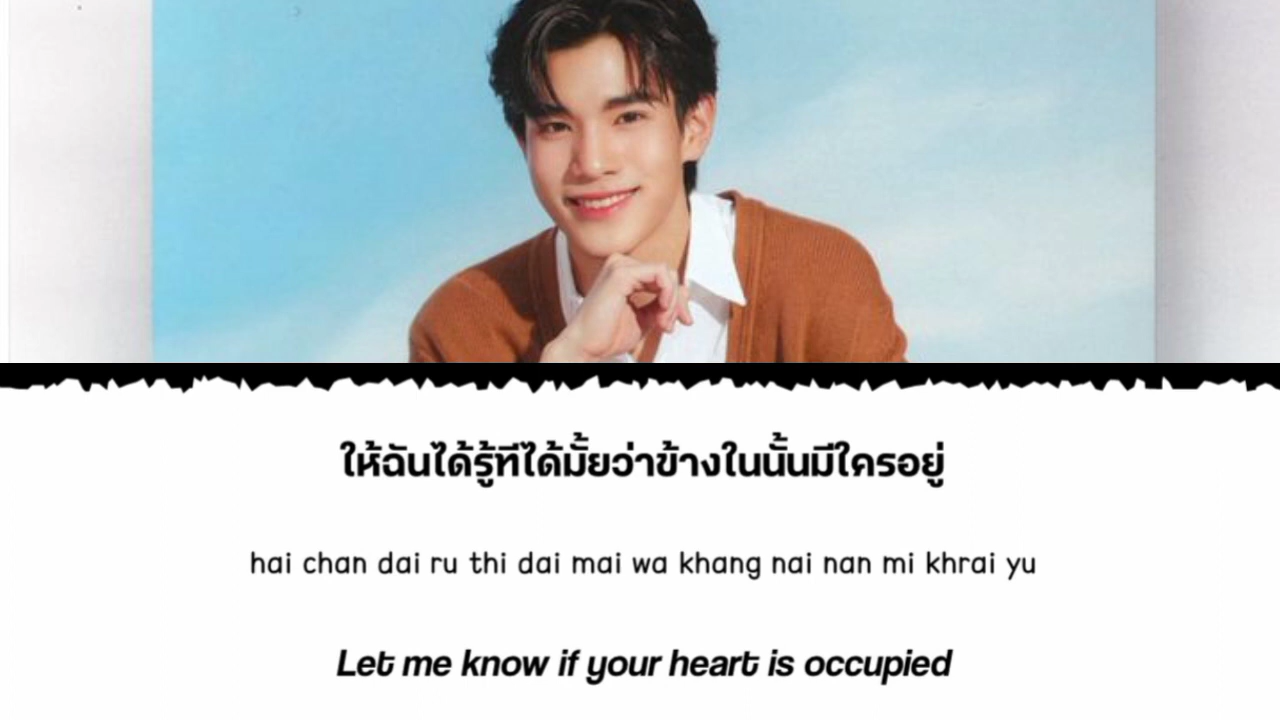 ให้ฉันได้รู้ทีได้มั้ยว่าข้างในนั้นมีใครอยู่
hai chan dai ru thi dai mai wa khang nai nan mi khrai yu
Let me know if your heart is occupied